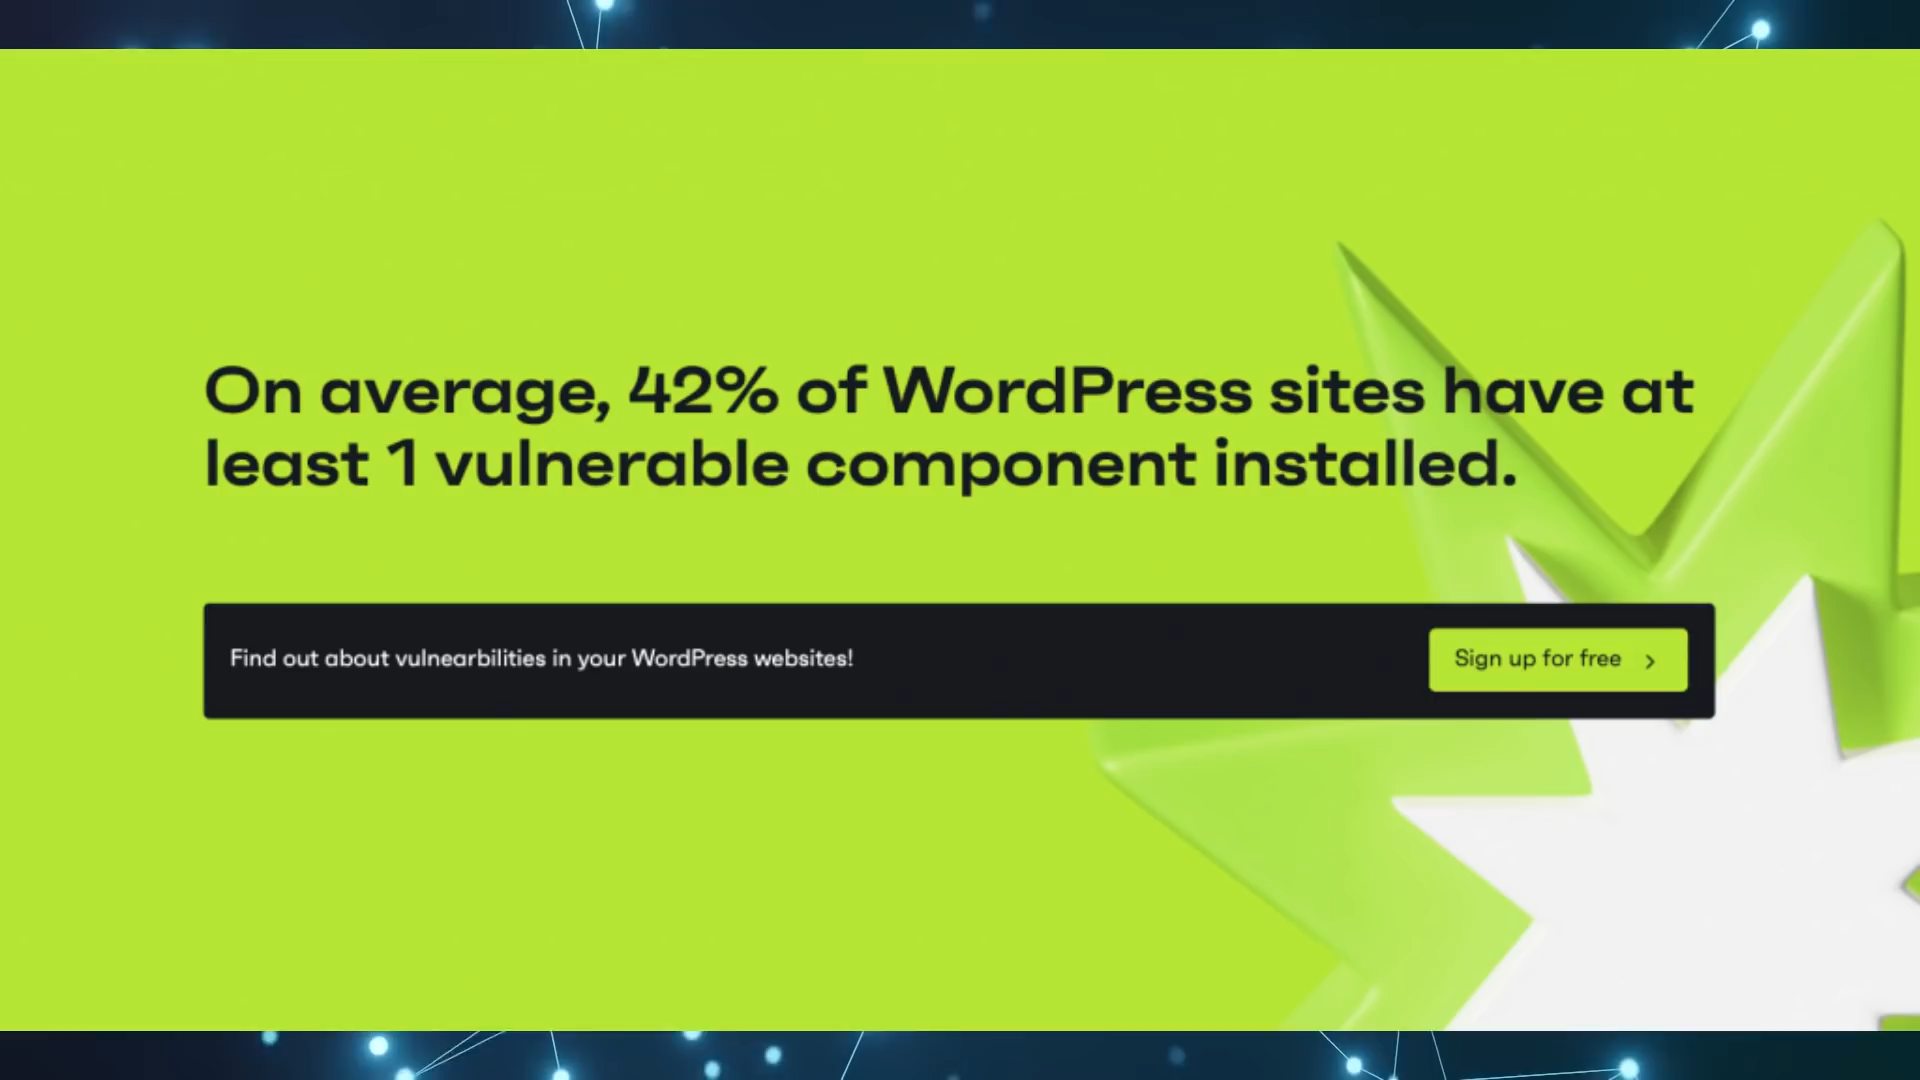 On average, 42% of WordPress sites have at
least 1 vulnerable component installed.
Find out about vulnearbilities in your WordPress websites!
Sign up for free